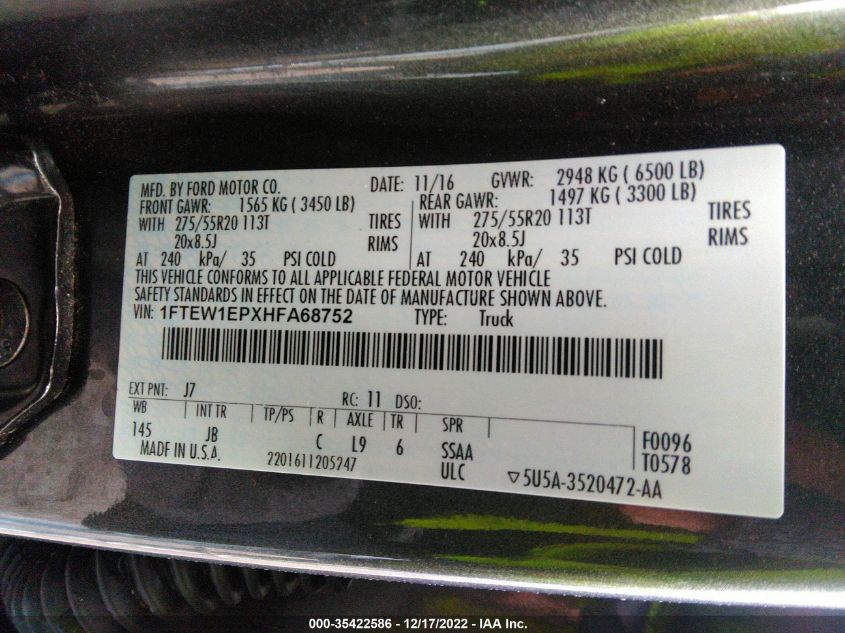 MFD. BY FORD MOTOR CO. DATE: 11/16 GVWR: 2948 KG ( 6500 LB)
FRONT GAWR: 1565 KG ( 3450 LB) REAR GAWR: 1497 KG ( 3300 LB)
WITH 275/55R20 113T TIRES WITH 275/55R20 113T TIRES
20x8.5J RIMS 20x8.5J RIMS
AT 240 kPa/ 35 PSI COLD AT 240 kPa/ 35 PSI COLD
THIS VEHICLE CONFORMS TO ALL APPLICABLE FEDERAL MOTOR VEHICLE
SAFETY STANDARDS IN EFFECT ON THE DATE OF MANUFACTURE SHOWN ABOVE.
VIN: 1FTEW1EPXHFA68752 TYPE: Truck
EXT PNT: J7 RC: 11 DSO:
WB INT TR TP/PS R AXLE TR SPR
145 JB C L9 6 SSAA F0096
MADE IN U.S.A. 2201611205247 ULC T0578
▽5U5A-3520472-AA
000-35422586 - 12/17/2022 - IAA Inc.